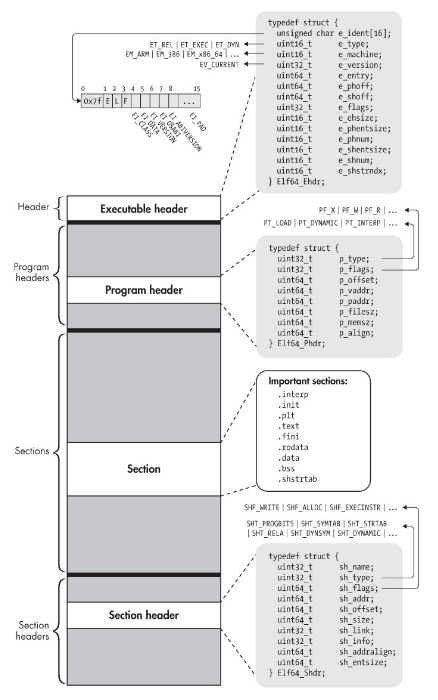 typedef struct {
unsigned char e_ident[16];
uint16_t e_type;
uint16_t e_machine;
uint32_t e_version;
uint64_t e_entry;
uint64_t e_phoff;
uint64_t e_shoff;
uint32_t e_flags;
uint16_t e_ehsize;
uint16_t e_phentsize;
uint16_t e_phnum;
uint16_t e_shentsize;
uint16_t e_shnum;
uint16_t e_shstrndx;
} Elf64_Ehdr;
ET_REL | ET_EXEC | ET_DYN
EM_ARM | EM_386 | EM_x86_64 | ...
EV_CURRENT
0 1 2 3 4 5 6 7 8 15
0x7f E L F ...
EI_CLASS
EI_DATA
EI_VERSION
EI_OSABI
EI_ABIVERSION
EI_PAD
Header
Executable header
PF_X | PF_W | PF_R | ...
PT_LOAD | PT_DYNAMIC | PT_INTERP | ...
Program
headers
Program header
typedef struct {
uint32_t p_type;
uint32_t p_flags;
uint64_t p_offset;
uint64_t p_vaddr;
uint64_t p_paddr;
uint64_t p_filesz;
uint64_t p_memsz;
uint64_t p_align;
} Elf64_Phdr;
Sections
Section
Important sections:
.interp
.init
.plt
.text
.fini
.rodata
.data
.bss
.shstrtab
SHF_WRITE | SHF_ALLOC | SHF_EXECINSTR | ...
SHT_PROGBITS | SHT_SYMTAB | SHT_STRTAB
| SHT_RELA | SHT_DYNSYM | SHT_DYNAMIC | ...
Section
headers
Section header
typedef struct {
uint32_t sh_name;
uint32_t sh_type;
uint64_t sh_flags;
uint64_t sh_addr;
uint64_t sh_offset;
uint64_t sh_size;
uint32_t sh_link;
uint32_t sh_info;
uint64_t sh_addralign;
uint64_t sh_entsize;
} Elf64_Shdr;